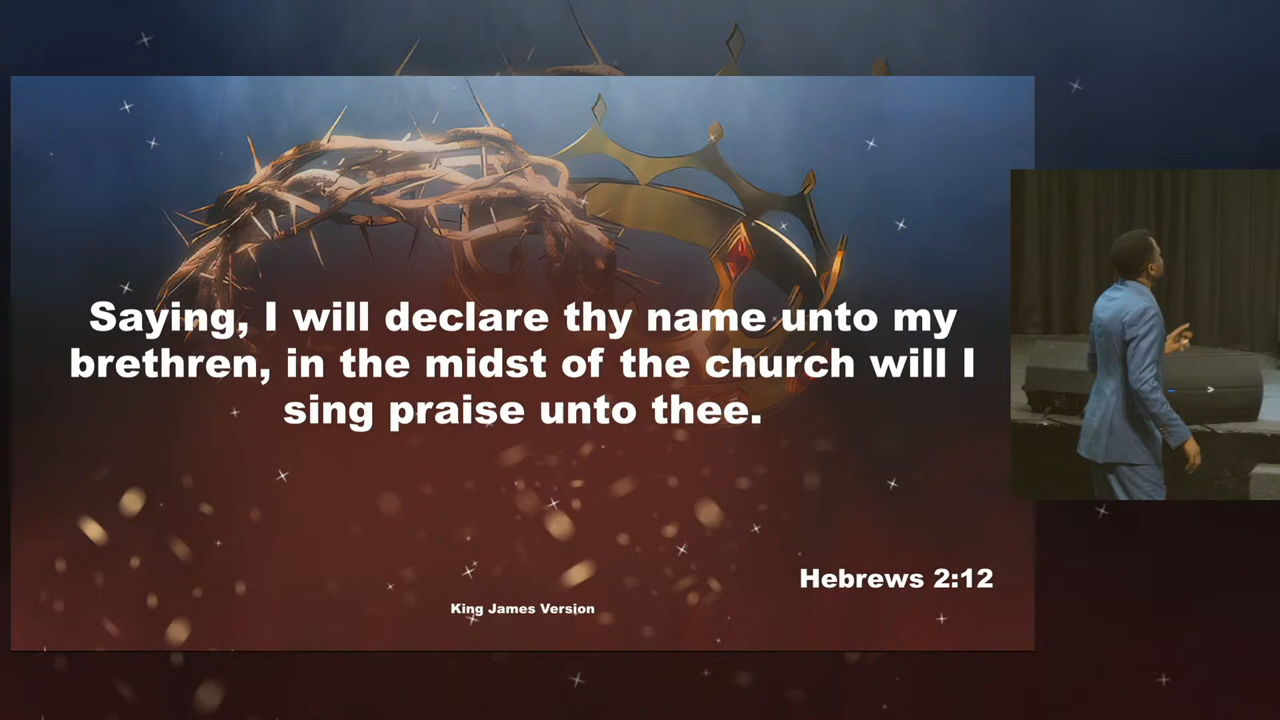 Saying, I will declare thy name unto my
brethren, in the midst of the church will I
sing praise unto thee.
Hebrews 2:12
King James Version